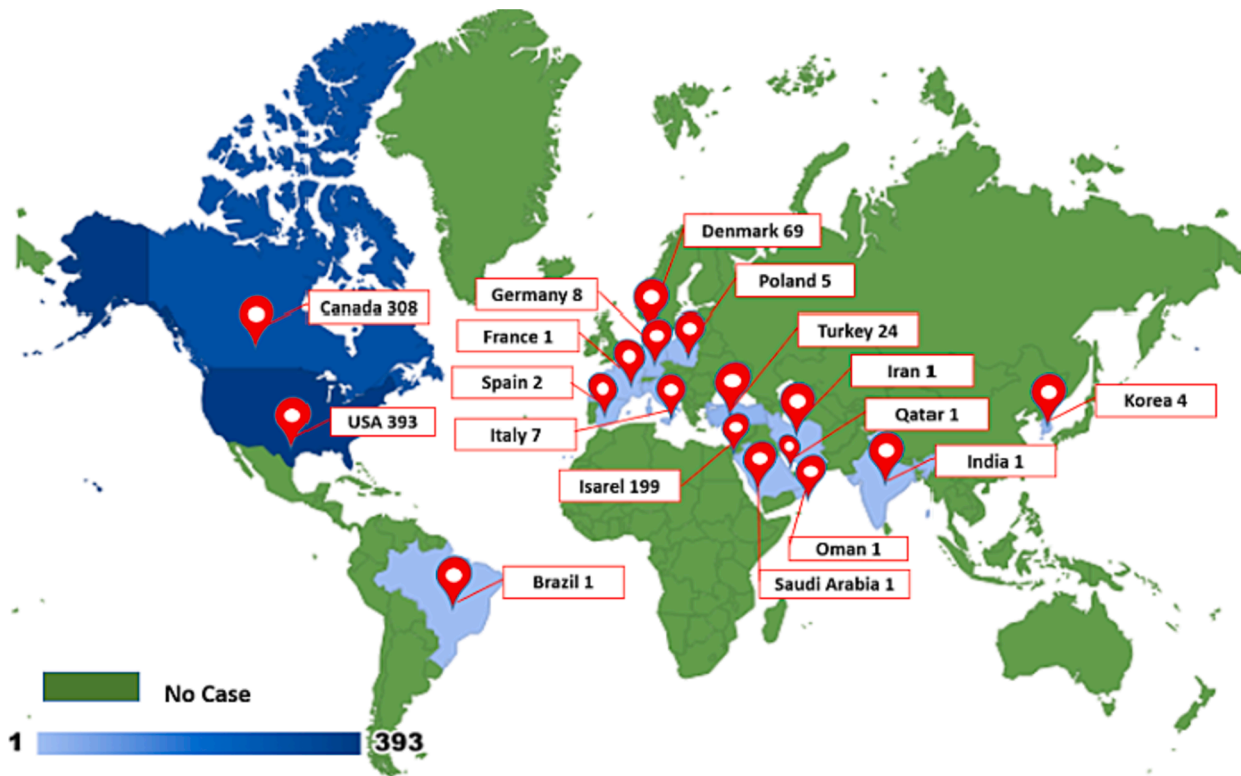 Denmark 69
Germany 8
Poland 5
Canada 308
France 1
Turkey 24
Spain 2
Iran 1
Korea 4
USA 393
Italy 7
Qatar 1
India 1
Isarel 199
Oman 1
Brazil 1
Saudi Arabia 1
No Case
1 393